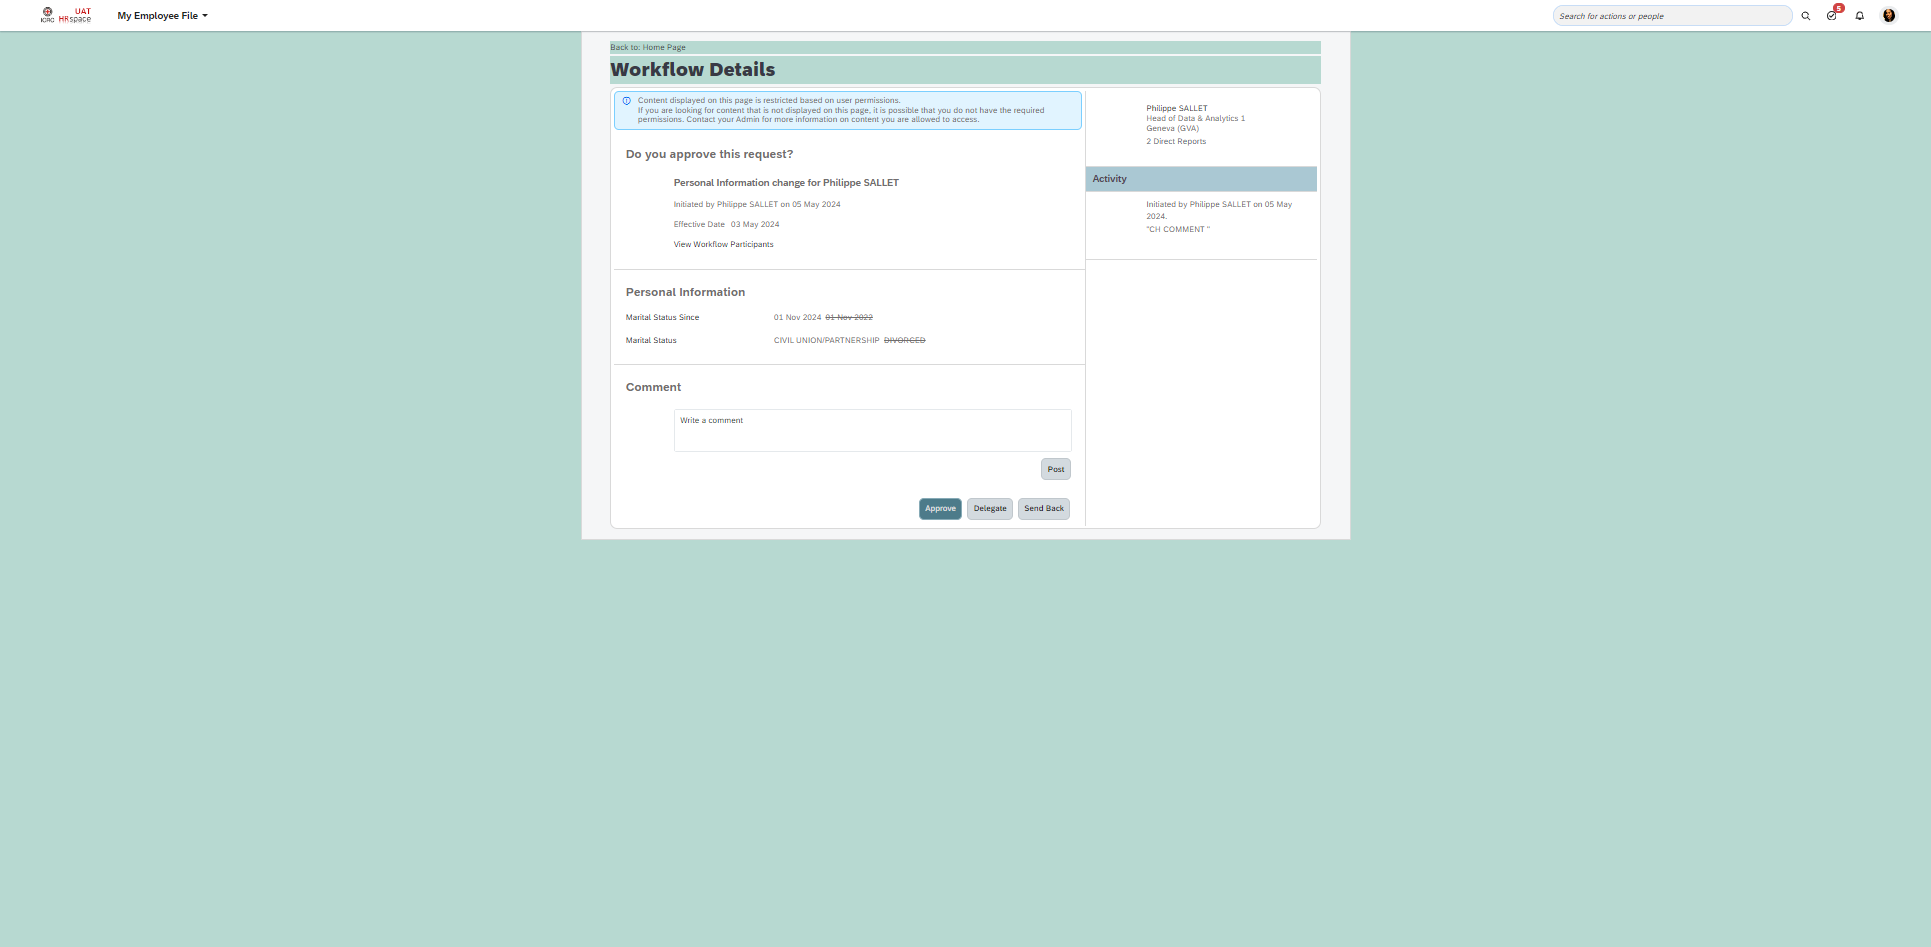 ICRC
UAT
HRspace
My Employee File
Search for actions or people
5
Back to: Home Page
Workflow Details
Content displayed on this page is restricted based on user permissions.
If you are looking for content that is not displayed on this page, it is possible that you do not have the required
permissions. Contact your Admin for more information on content you are allowed to access.
Do you approve this request?
Personal Information change for Philippe SALLET
Initiated by Philippe SALLET on 05 May 2024
Effective Date 03 May 2024
View Workflow Participants
Personal Information
Marital Status Since 01 Nov 2024 01 Nov 2022
Marital Status CIVIL UNION/PARTNERSHIP DIVORCED
Comment
Write a comment
Post
Approve Delegate Send Back
Philippe SALLET
Head of Data & Analytics 1
Geneva (GVA)
2 Direct Reports
Activity
Initiated by Philippe SALLET on 05 May
2024.
"CH COMMENT "